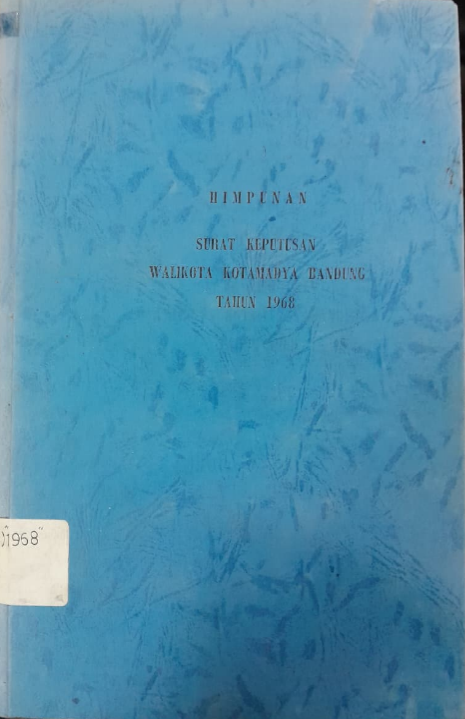 HIMPUNAN
SURAT KEPUTUSAN
WALIKOTA KOTAMADYA BANDUNG
TAHUN 1968
)"1968"